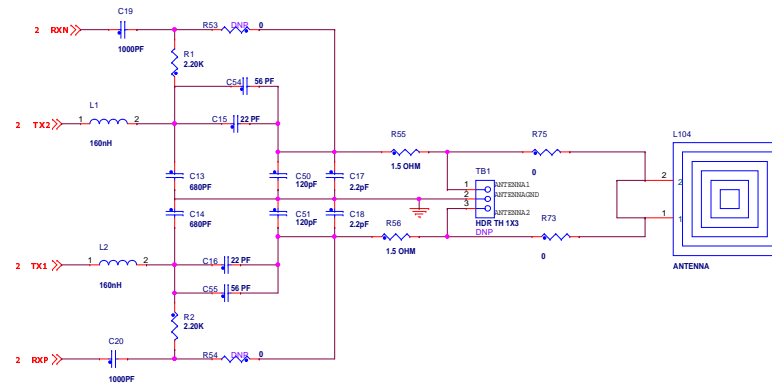 C19
2 RXN
1000PF
R53 DNP 0
R1
2.20K
C54 56 PF
C15 22 PF
L1
2 TX2 1 2
160nH
C13
680PF
C50
120pF
C17
2.2pF
R55
1.5 OHM
R75
0
TB1
1 ANTENNA1
2 ANTENNAGND
3 ANTENNA2
HDR TH 1X3
DNP
L104
2 2
1 1
ANTENNA
C14
680PF
C51
120pF
C18
2.2pF
R56
1.5 OHM
R73
0
L2
2 TX1 1 2
160nH
C16 22 PF
C55 56 PF
R2
2.20K
C20
2 RXP
1000PF
R54 DNP 0